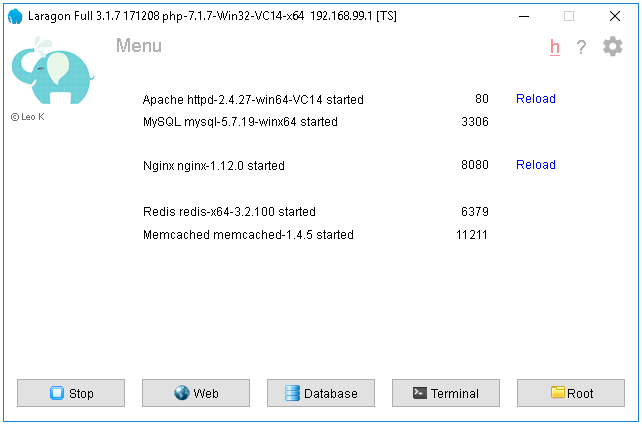 Laragon Full 3.1.7 171208 php-7.1.7-Win32-VC14-x64 192.168.99.1 [TS]
Menu h ?
© Leo K
Apache httpd-2.4.27-win64-VC14 started 80 Reload
MySQL mysql-5.7.19-winx64 started 3306
Nginx nginx-1.12.0 started 8080 Reload
Redis redis-x64-3.2.100 started 6379
Memcached memcached-1.4.5 started 11211
Stop Web Database Terminal Root